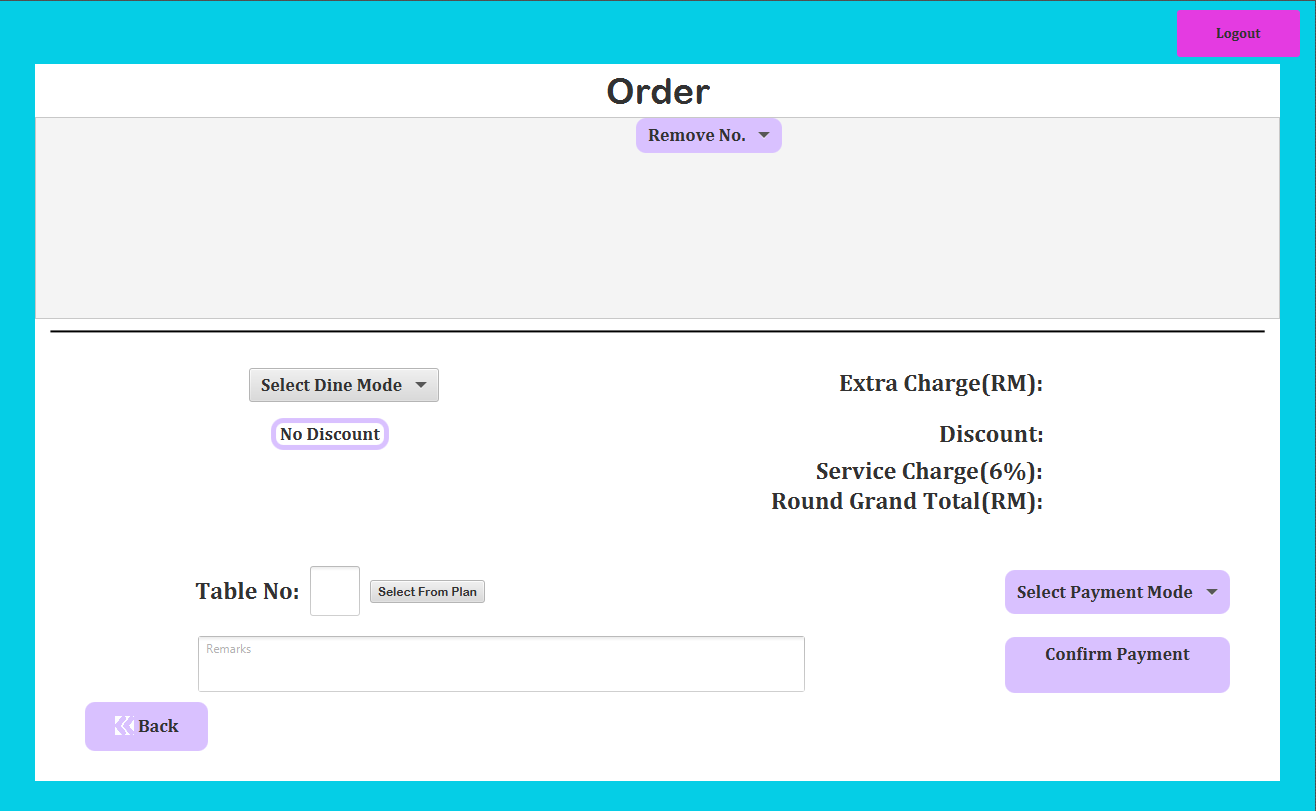 Logout
Order
Remove No.
Select Dine Mode
Extra Charge(RM):
No Discount
Discount:
Service Charge(6%):
Round Grand Total(RM):
Table No:
Select From Plan
Select Payment Mode
Remarks
Confirm Payment
Back